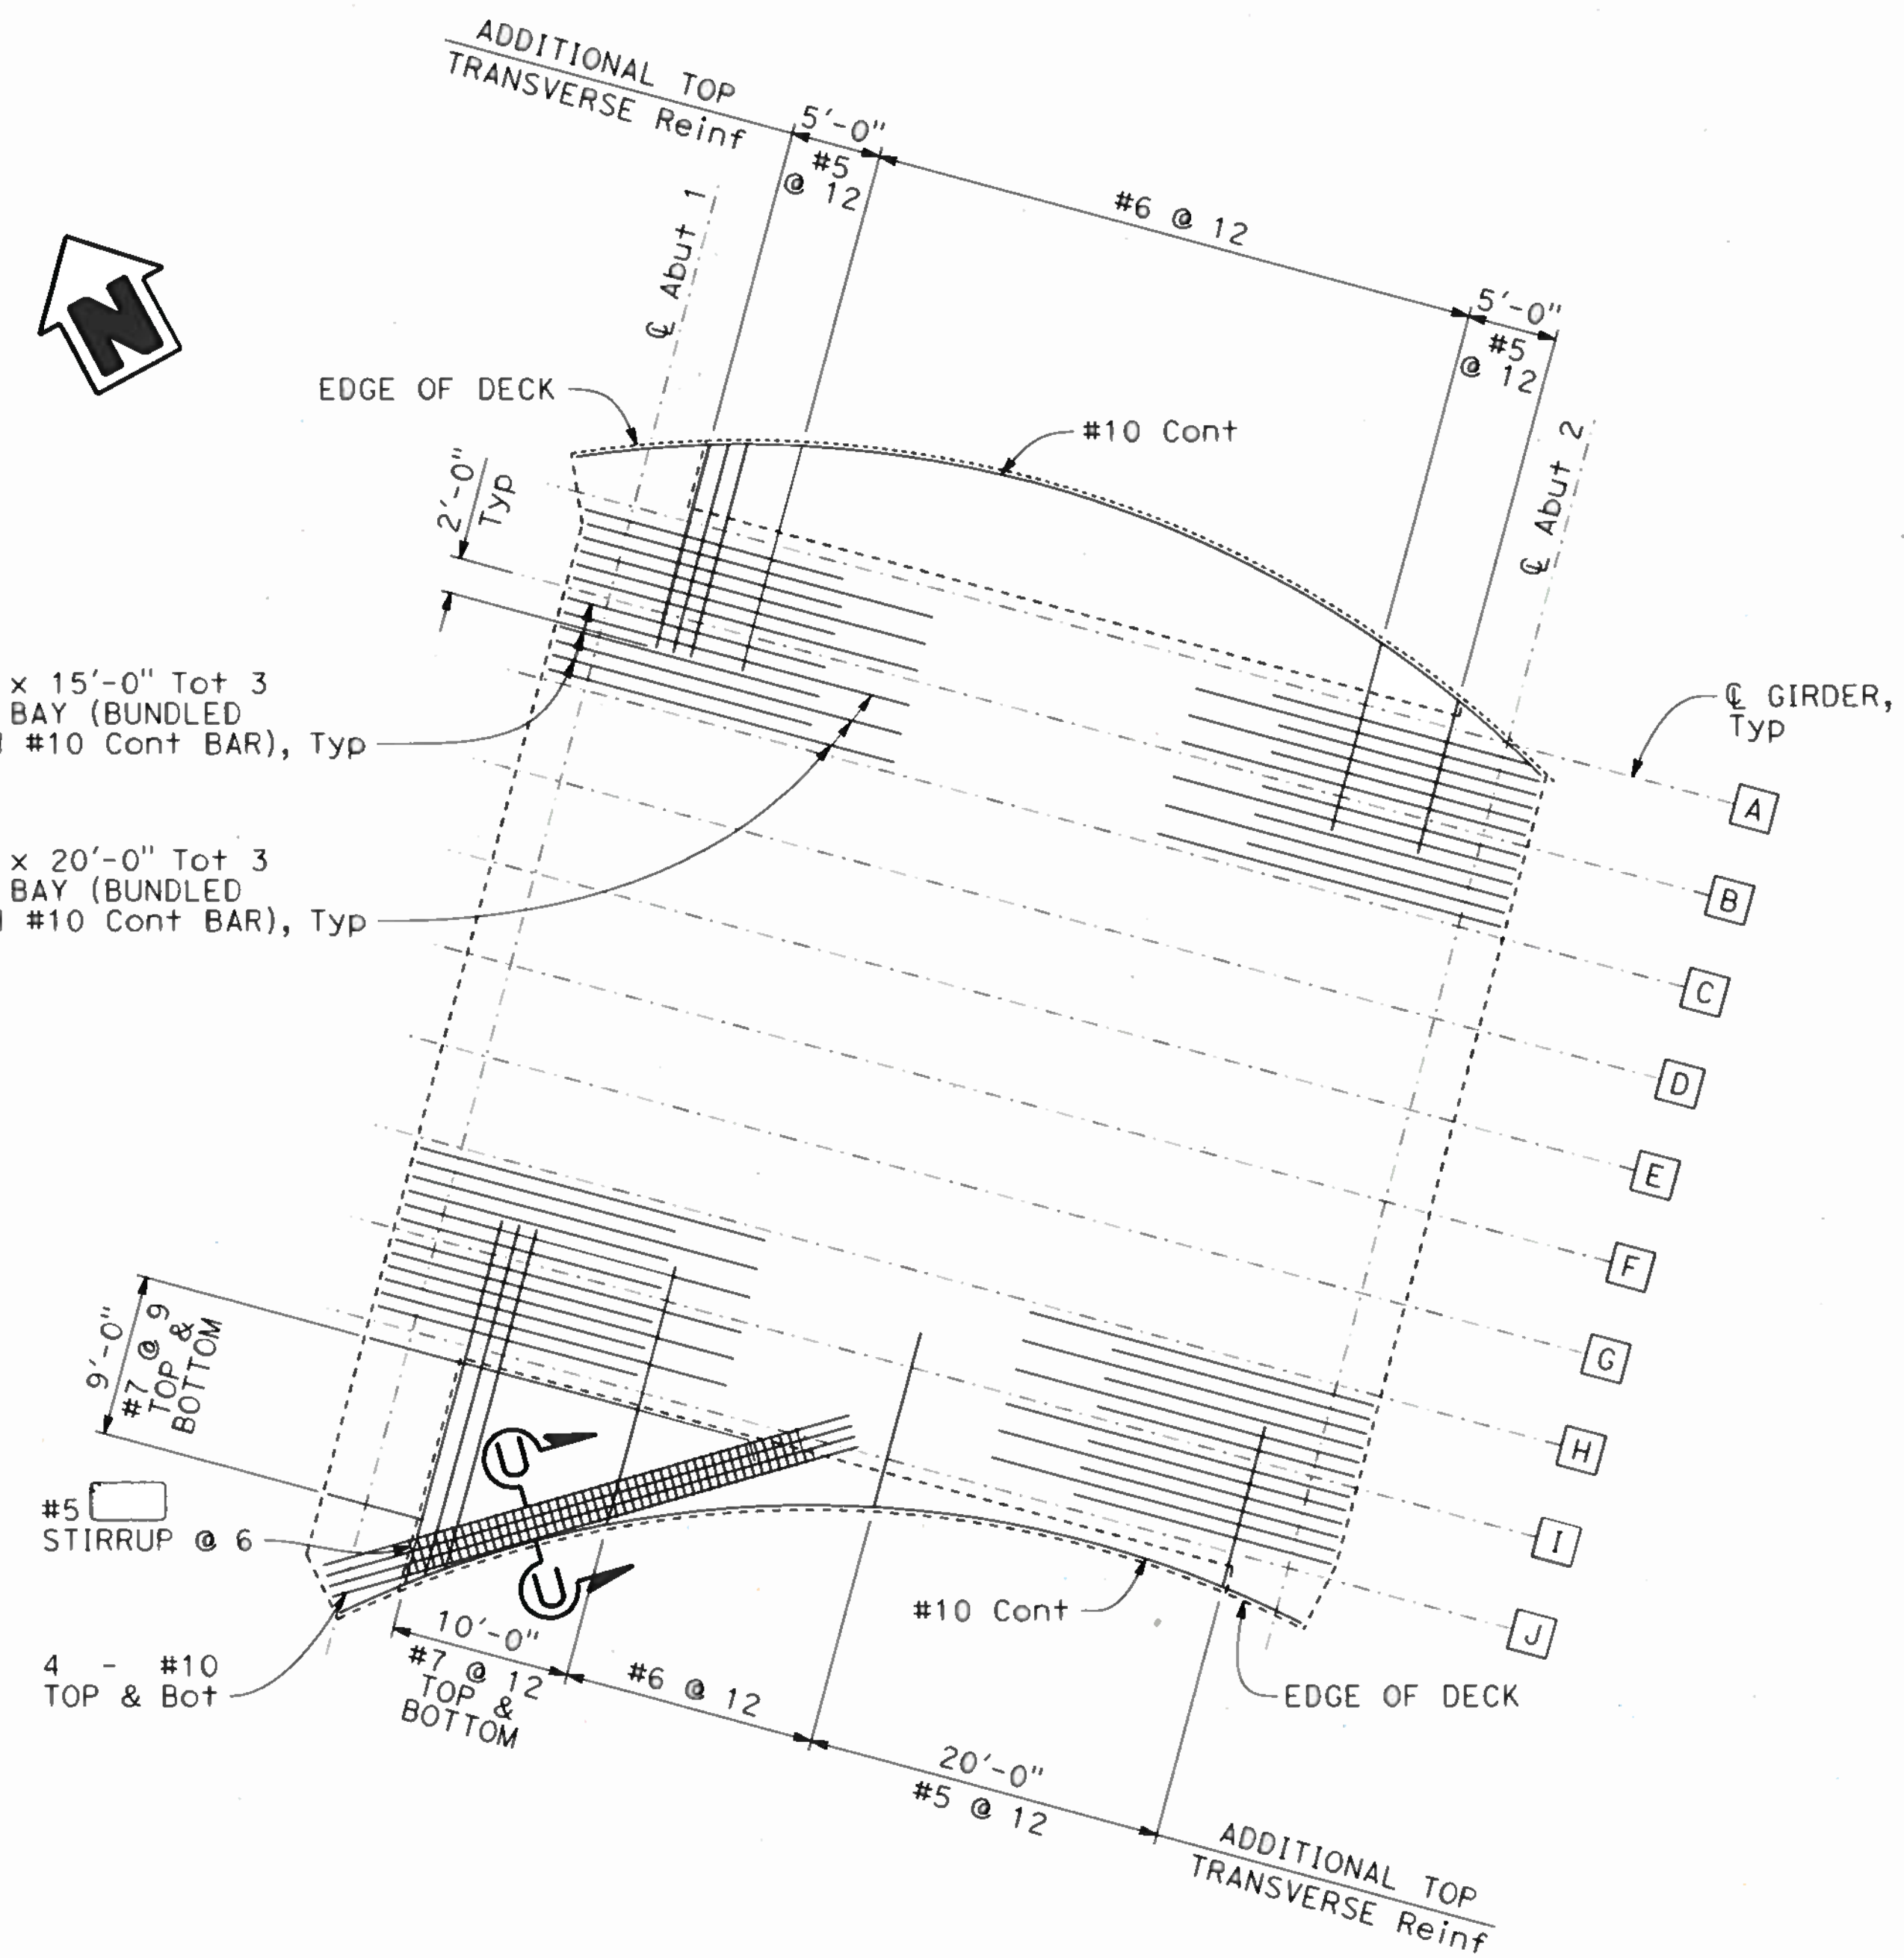 ADDITIONAL TOP
TRANSVERSE Reinf
5'-0"
#5
@ 12
#6 @ 12
5'-0"
#5
@ 12
℄ Abut 1
N
EDGE OF DECK
#10 Cont
℄ Abut 2
2'-0"
Typ
x 15'-0" Tot 3
BAY (BUNDLED
#10 Cont BAR), Typ
℄ GIRDER,
Typ
x 20'-0" Tot 3
BAY (BUNDLED
#10 Cont BAR), Typ
A
B
C
D
E
F
G
H
I
J
9'-0"
#7 @ 9
TOP &
BOTTOM
U
U
#5
STIRRUP @ 6
4 - #10
TOP & Bot
10'-0"
#7 @ 12
TOP &
BOTTOM
#6 @ 12
#10 Cont
EDGE OF DECK
20'-0"
#5 @ 12
ADDITIONAL TOP
TRANSVERSE Reinf